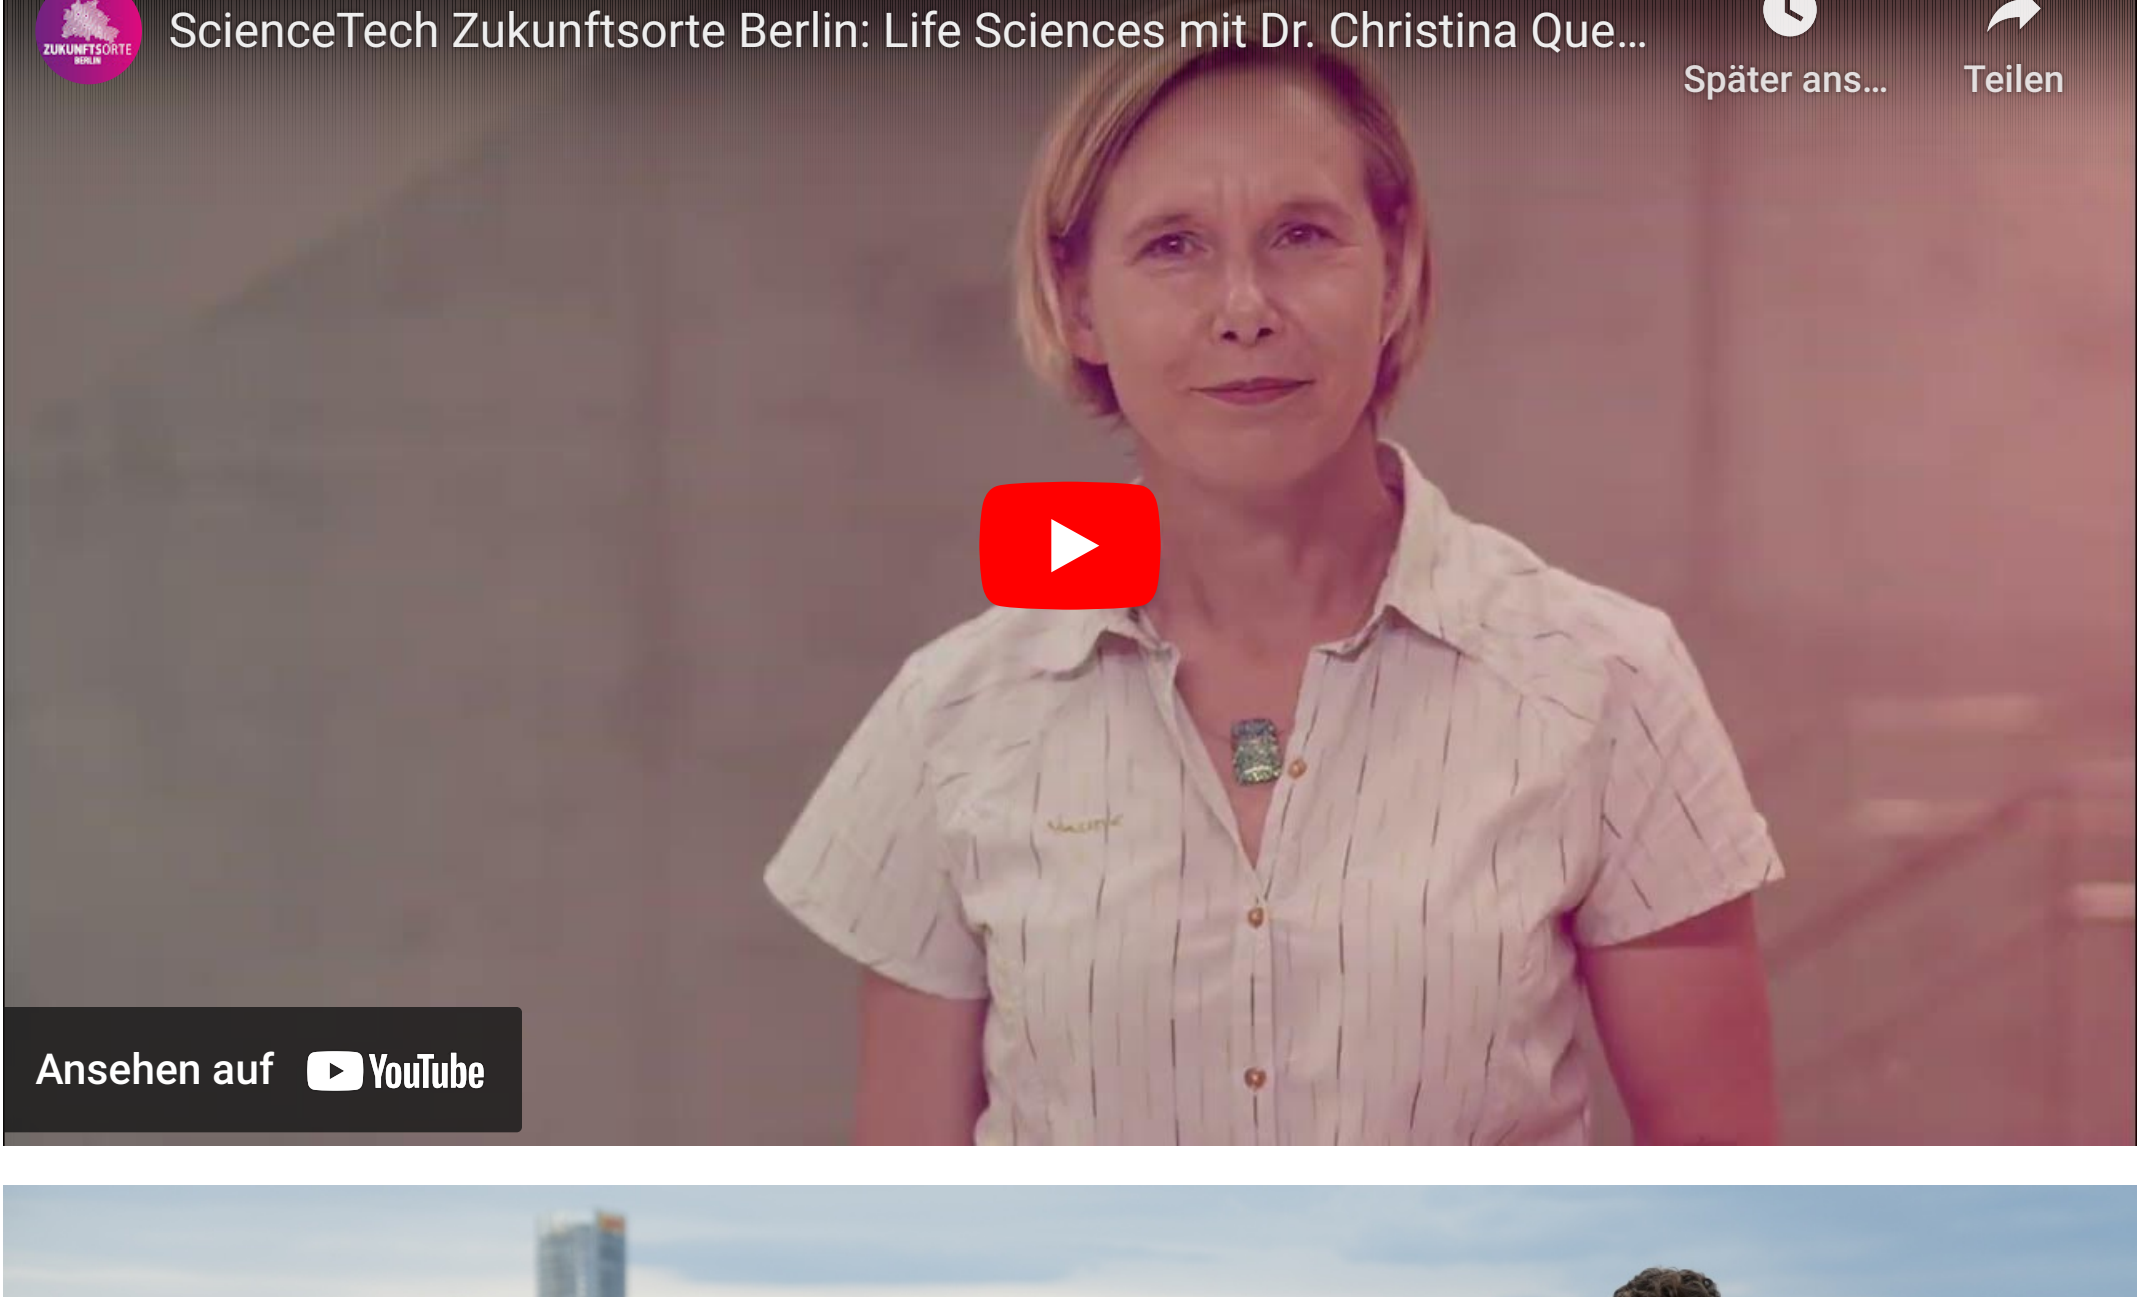 ZUKUNFTSORTE
BERLIN
ScienceTech Zukunftsorte Berlin: Life Sciences mit Dr. Christina Que…
Später ans…
Teilen
Ansehen auf YouTube